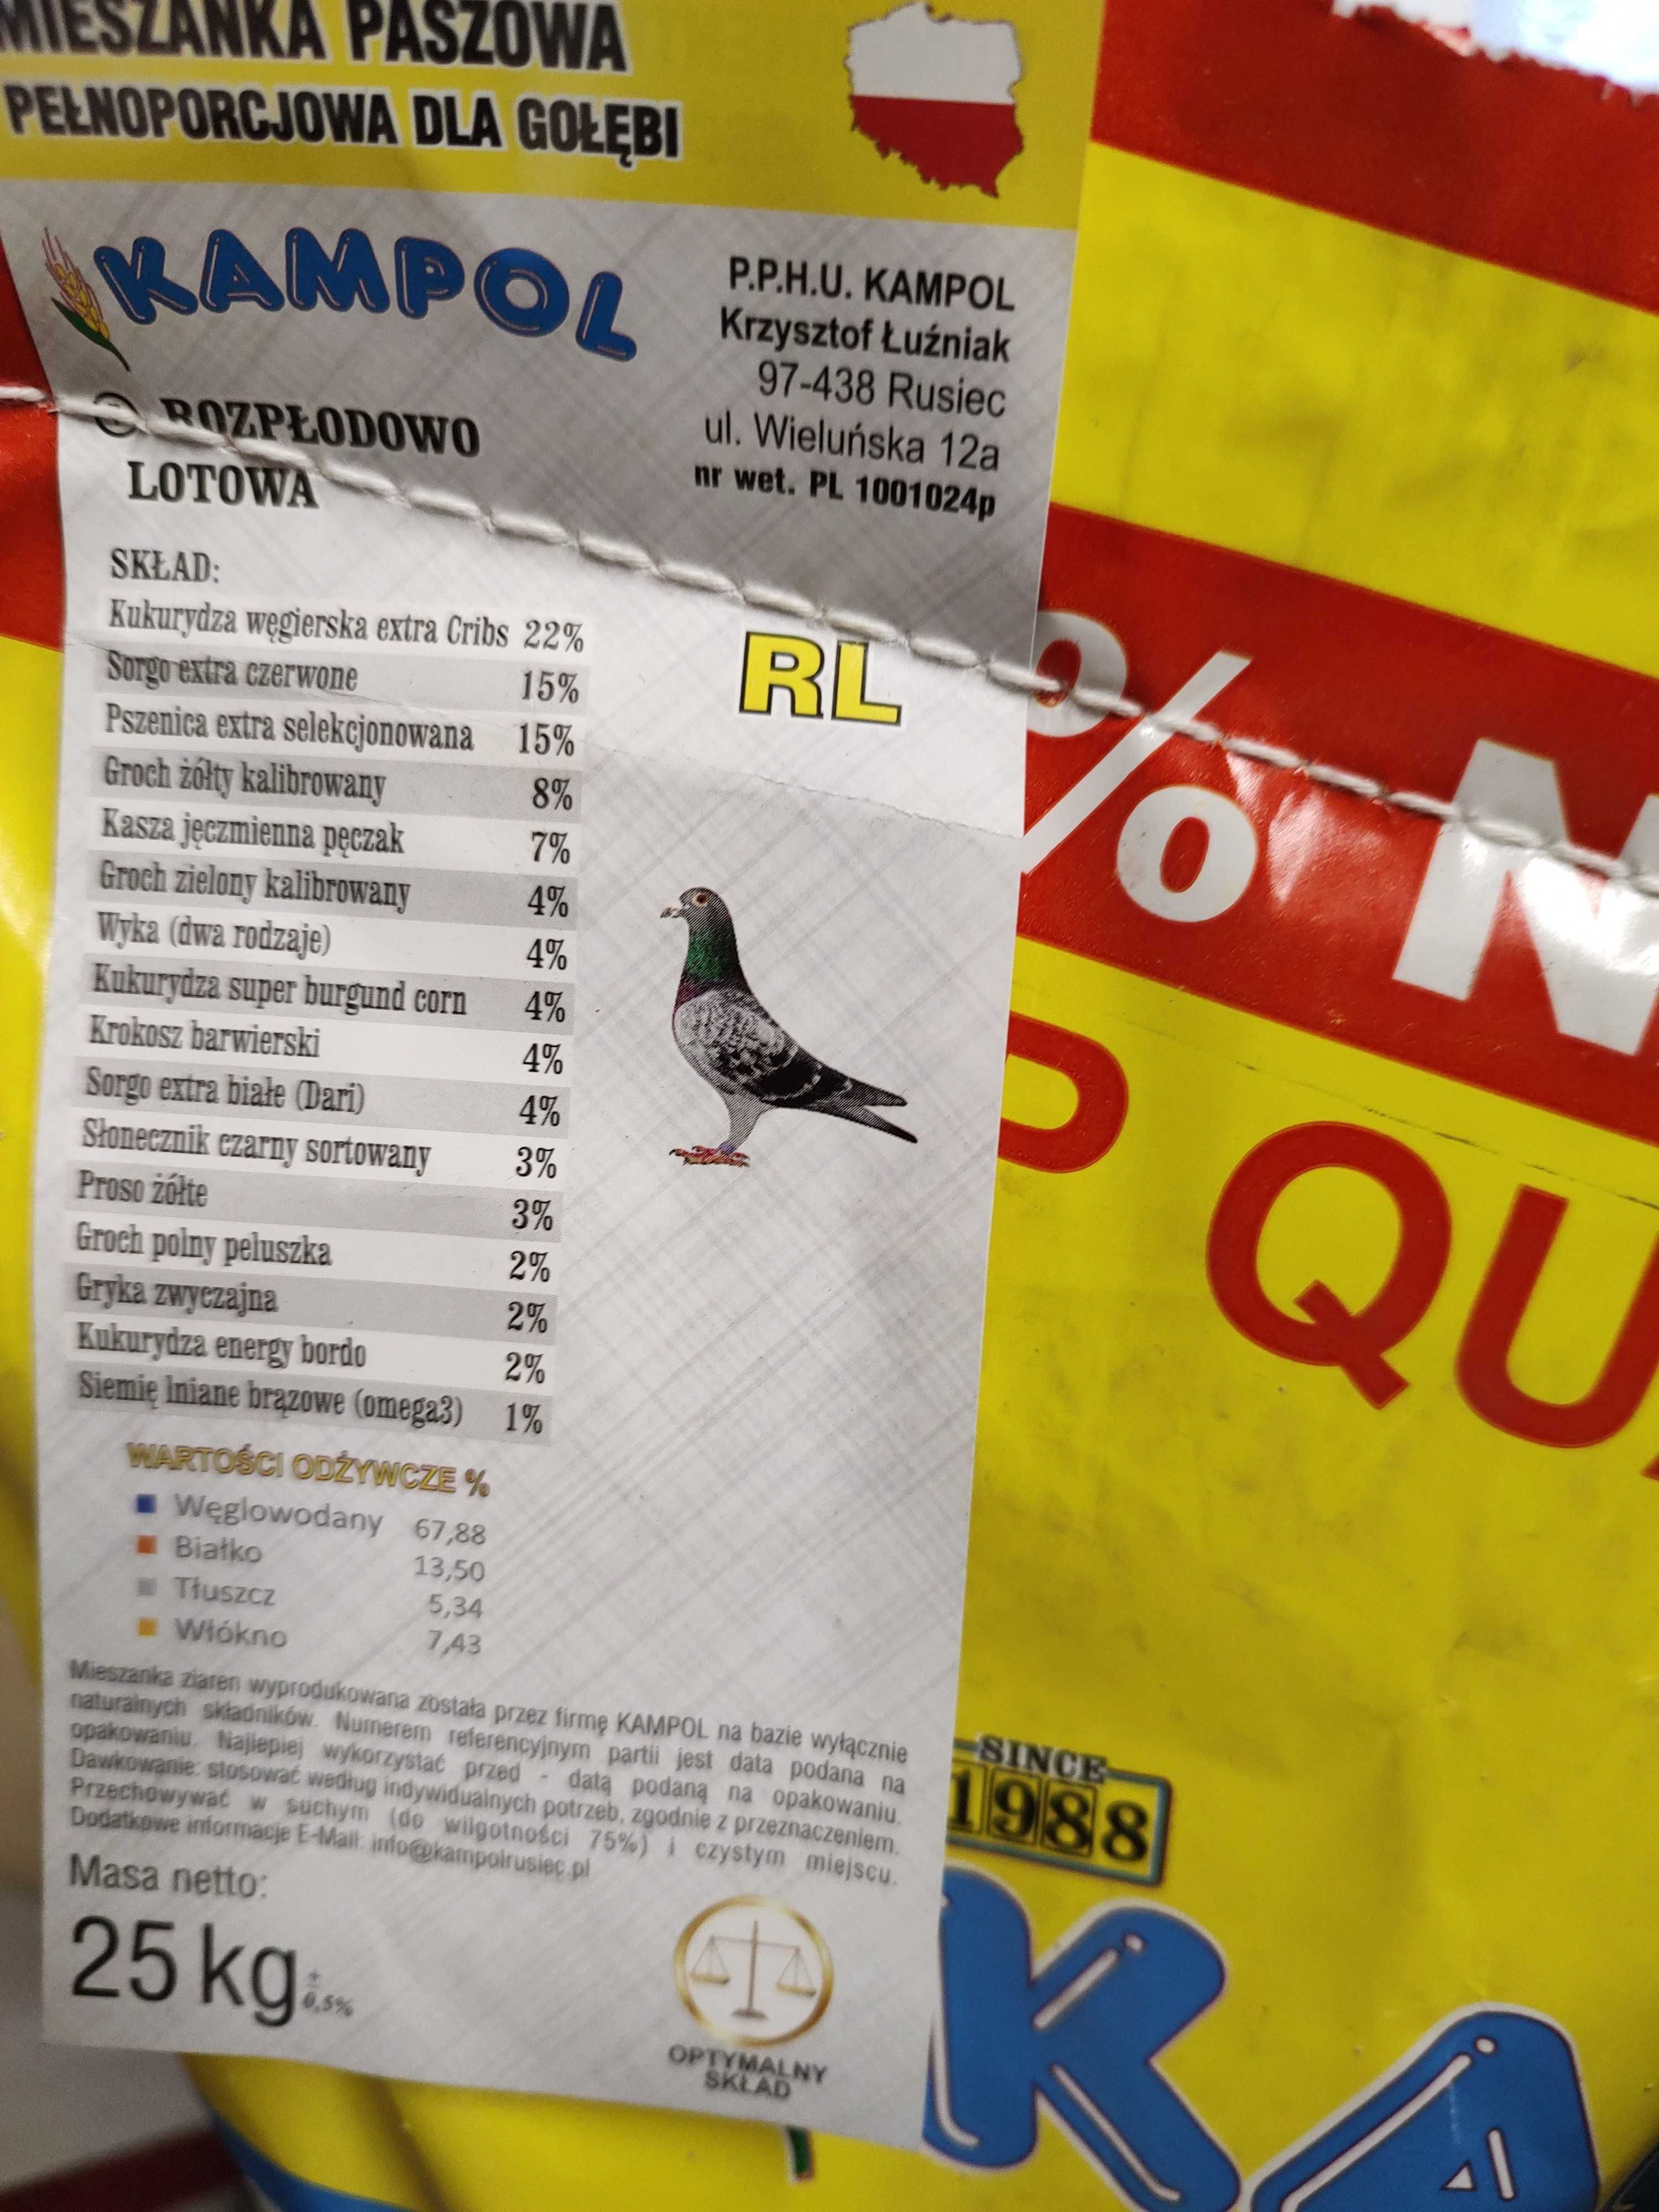 MIESZANKA PASZOWA
PEŁNOPORCJOWA DLA GOŁĘBI
KAMPOL
P.P.H.U. KAMPOL
Krzysztof Łuźniak
97-438 Rusiec
ul. Wieluńska 12a
nr wet. PL 1001024p
ROZPŁODOWO
LOTOWA
RL
SKŁAD:
Kukurydza węgierska extra Cribs 22%
Sorgo extra czerwone 15%
Pszenica extra selekcjonowana 15%
Groch żółty kalibrowany 8%
Kasza jęczmienna pęczak 7%
Groch zielony kalibrowany 4%
Wyka (dwa rodzaje) 4%
Kukurydza super burgund corn 4%
Krokosz barwierski 4%
Sorgo extra białe (Dari) 4%
Słonecznik czarny sortowany 3%
Proso żółte 3%
Groch polny peluszka 2%
Gryka zwyczajna 2%
Kukurydza energy bordo 2%
Siemię lniane brązowe (omega3) 1%
WARTOŚCI ODŻYWCZE %
Węglowodany 67,88
Białko 13,50
Tłuszcz 5,34
Włókno 7,43
Mieszanka ziaren wyprodukowana została przez firmę KAMPOL na bazie wyłącznie
naturalnych składników. Numerem referencyjnym partii jest data podana na
opakowaniu. Najlepiej wykorzystać przed - datą podaną na opakowaniu.
Dawkowanie: stosować według indywidualnych potrzeb, zgodnie z przeznaczeniem.
Przechowywać w suchym (do wilgotności 75%) i czystym miejscu.
Dodatkowe informacje E-Mail: info@kampolrusiec.pl
Masa netto:
25 kg ± 0,5%
OPTYMALNY
SKŁAD
% N
P QU
SINCE
1988
KA